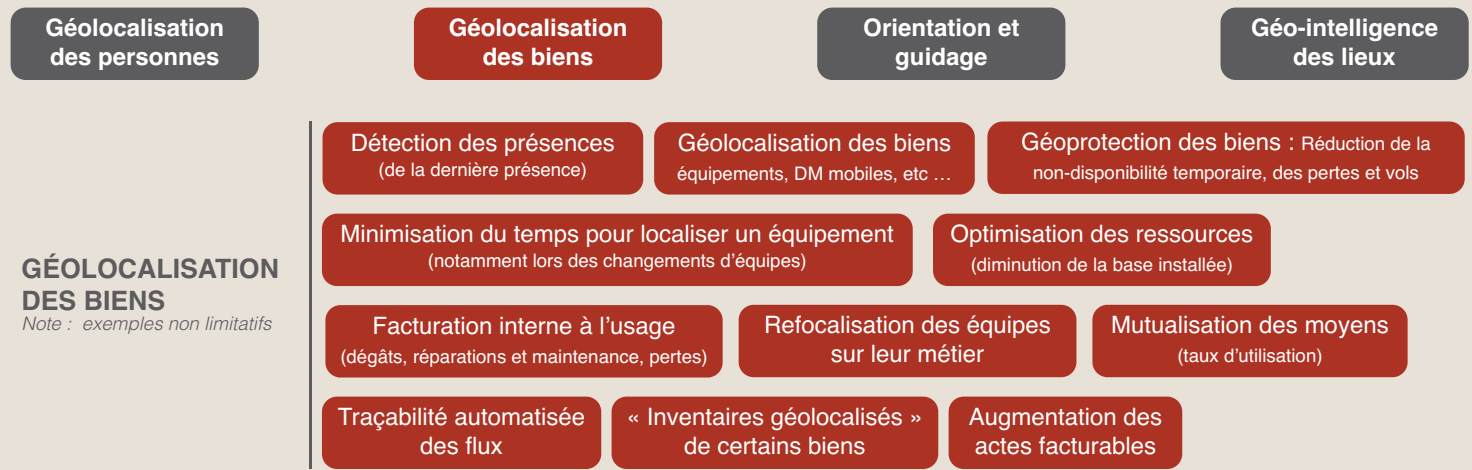 Géolocalisation
des personnes
Géolocalisation
des biens
Orientation et
guidage
Géo-intelligence
des lieux
GÉOLOCALISATION
DES BIENS
Note : exemples non limitatifs
Détection des présences
(de la dernière présence)
Géolocalisation des biens
équipements, DM mobiles, etc …
Géoprotection des biens : Réduction de la
non-disponibilité temporaire, des pertes et vols
Minimisation du temps pour localiser un équipement
(notamment lors des changements d’équipes)
Optimisation des ressources
(diminution de la base installée)
Facturation interne à l’usage
(dégâts, réparations et maintenance, pertes)
Refocalisation des équipes
sur leur métier
Mutualisation des moyens
(taux d’utilisation)
Traçabilité automatisée
des flux
« Inventaires géolocalisés »
de certains biens
Augmentation des
actes facturables